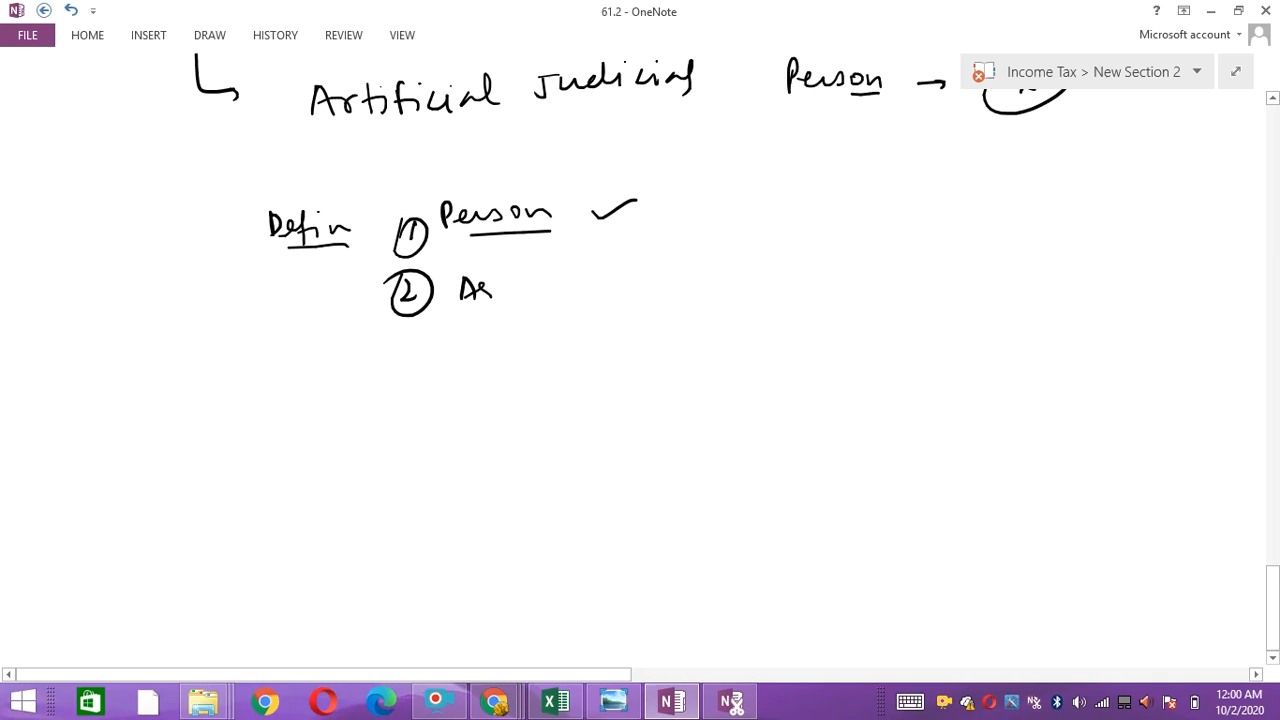 61.2 - OneNote
FILE HOME INSERT DRAW HISTORY REVIEW VIEW
Microsoft account
Income Tax > New Section 2
Artificial Judicial Person →
Defin ① Person ✓
② As
12:00 AM
10/2/2020